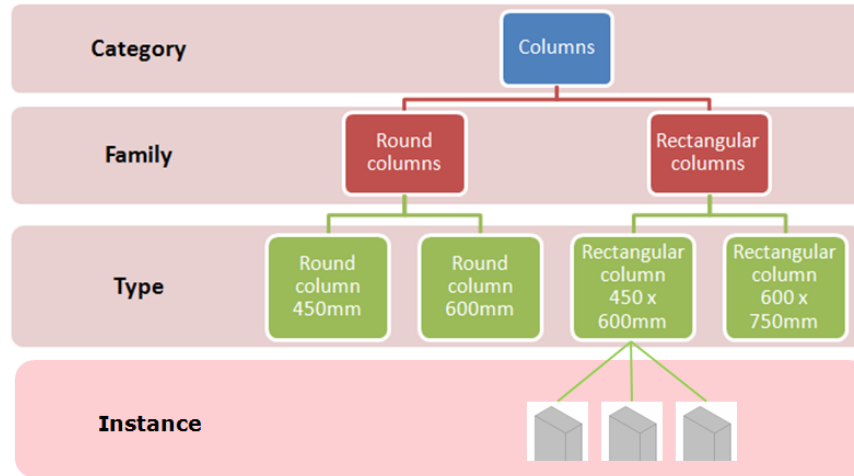 Category
Columns
Family
Round
columns
Rectangular
columns
Type
Round
column
450mm
Round
column
600mm
Rectangular
column
450 x
600mm
Rectangular
column
600 x
750mm
Instance